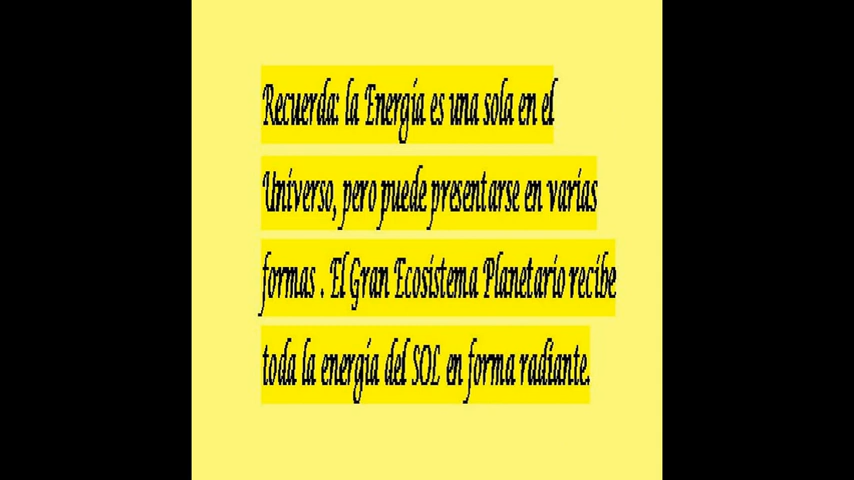 Recuerda: la Energía es una sola en el
Universo, pero puede presentarse en varias
formas . El Gran Ecosistema Planetario recibe
toda la energía del SOL en forma radiante.